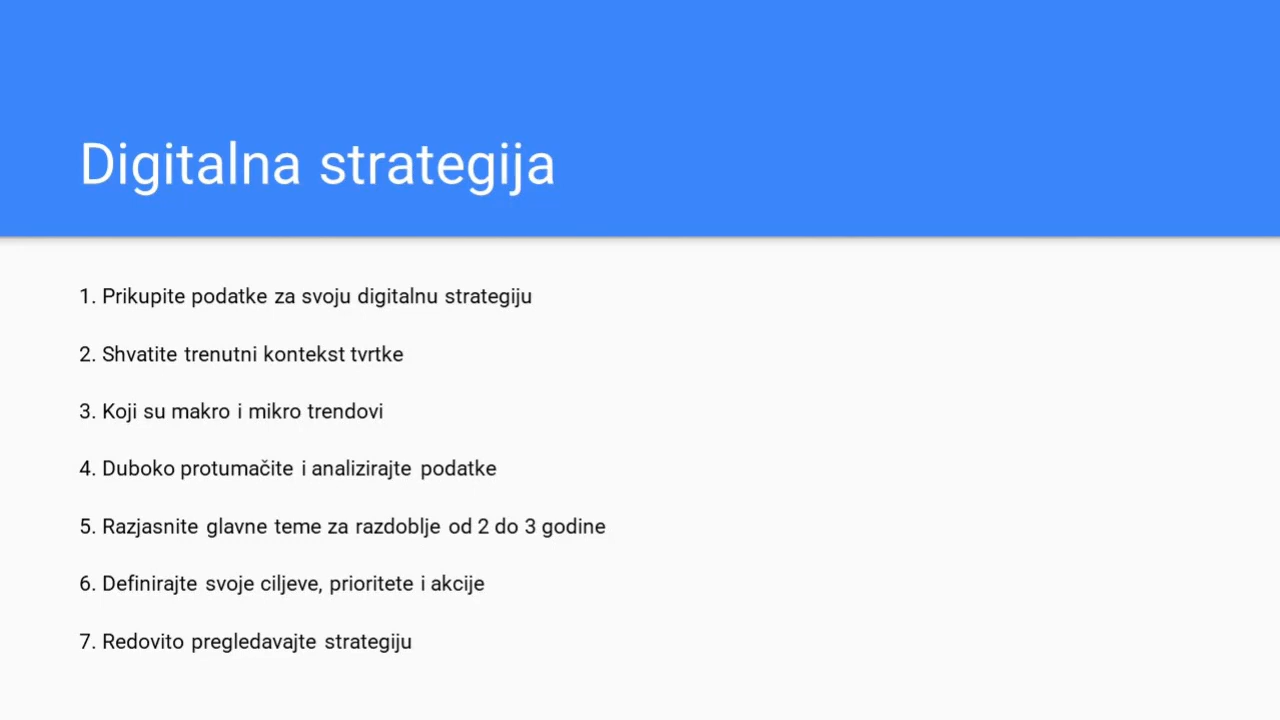 Digitalna strategija
1. Prikupite podatke za svoju digitalnu strategiju
2. Shvatite trenutni kontekst tvrtke
3. Koji su makro i mikro trendovi
4. Duboko protumačite i analizirajte podatke
5. Razjasnite glavne teme za razdoblje od 2 do 3 godine
6. Definirajte svoje ciljeve, prioritete i akcije
7. Redovito pregledavajte strategiju